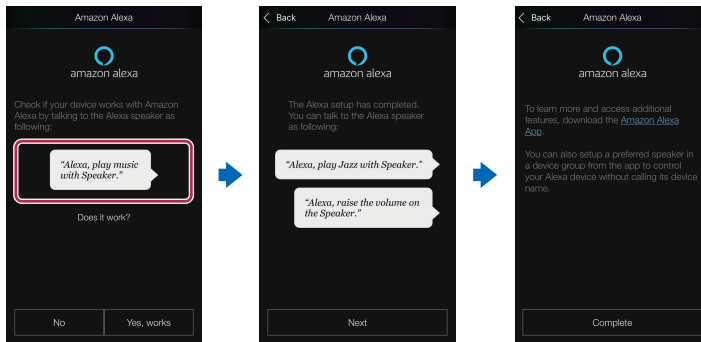 Amazon Alexa
amazon alexa
Check if your device works with Amazon
Alexa by talking to the Alexa speaker as
following:
“Alexa, play music
with Speaker.”
Does it work?
No
Yes, works
Back
Amazon Alexa
amazon alexa
The Alexa setup has completed.
You can talk to the Alexa speaker
as following:
“Alexa, play Jazz with Speaker.”
“Alexa, raise the volume on
the Speaker.”
Next
Back
Amazon Alexa
amazon alexa
To learn more and access additional
features, download the Amazon Alexa
App.
You can also setup a preferred speaker in
a device group from the app to control
your Alexa device without calling its device
name.
Complete